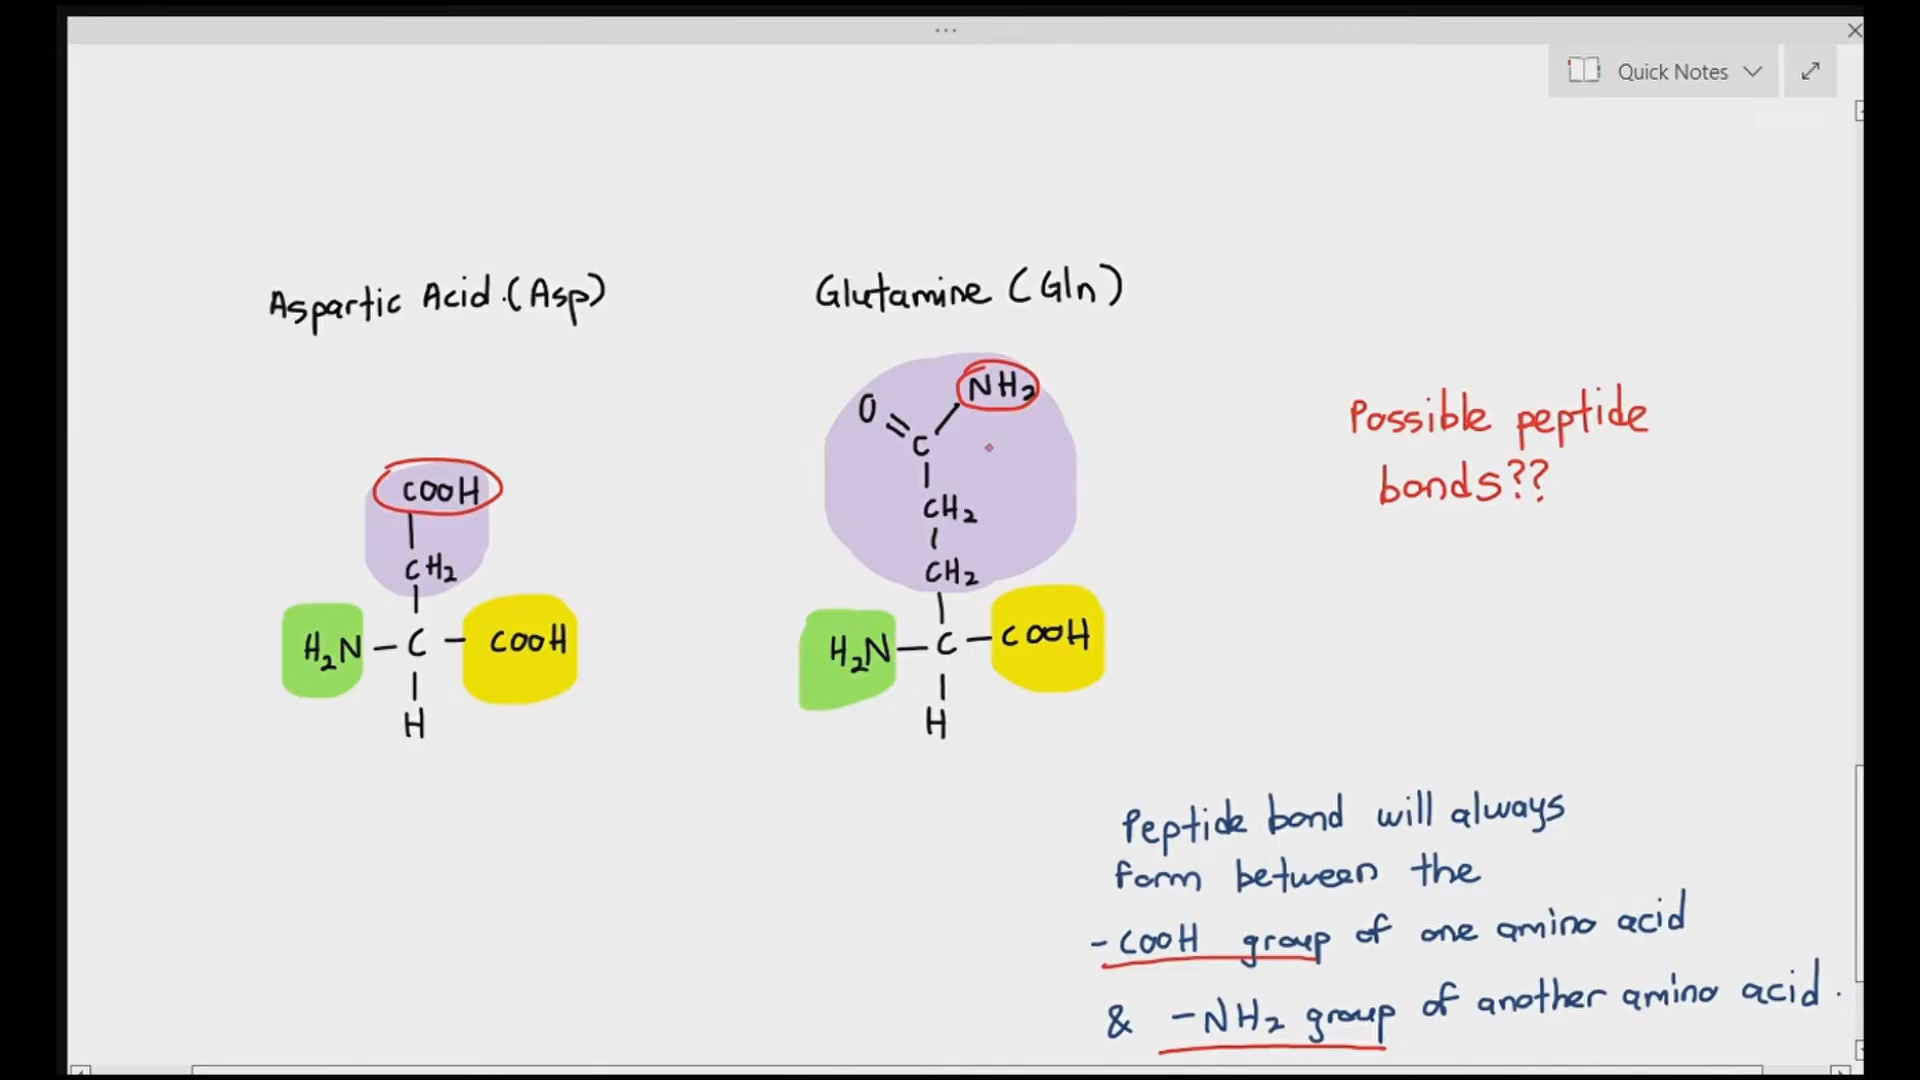 Quick Notes
Aspartic Acid.(Asp)
Glutamine (Gln)
NH2
O
C
CH2
CH2
H2N-C-COOH
H
COOH
CH2
H2N-C-COOH
H
Possible peptide
bonds??
Peptide bond will always
form between the
-COOH group of one amino acid
& -NH2 group of another amino acid.